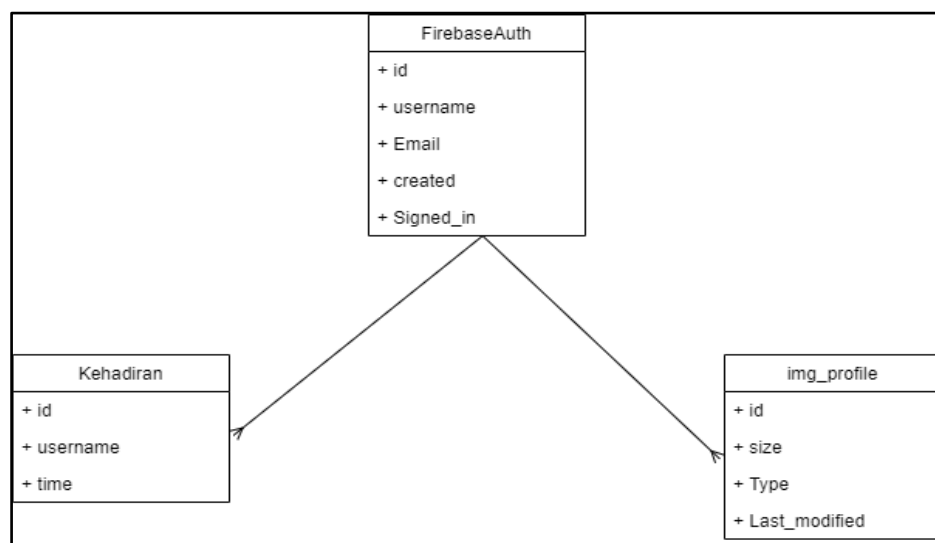 FirebaseAuth
+ id
+ username
+ Email
+ created
+ Signed_in
Kehadiran
+ id
+ username
+ time
img_profile
+ id
+ size
+ Type
+ Last_modified